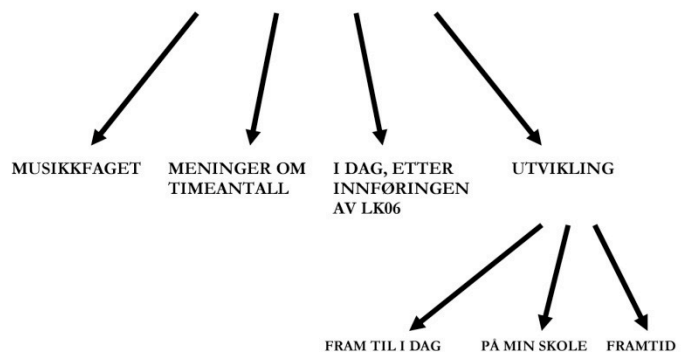 MUSIKKFAGET
MENINGER OM
TIMEANTALL
I DAG, ETTER
INNFØRINGEN
AV LK06
UTVIKLING
FRAM TIL I DAG
PÅ MIN SKOLE
FRAMTID